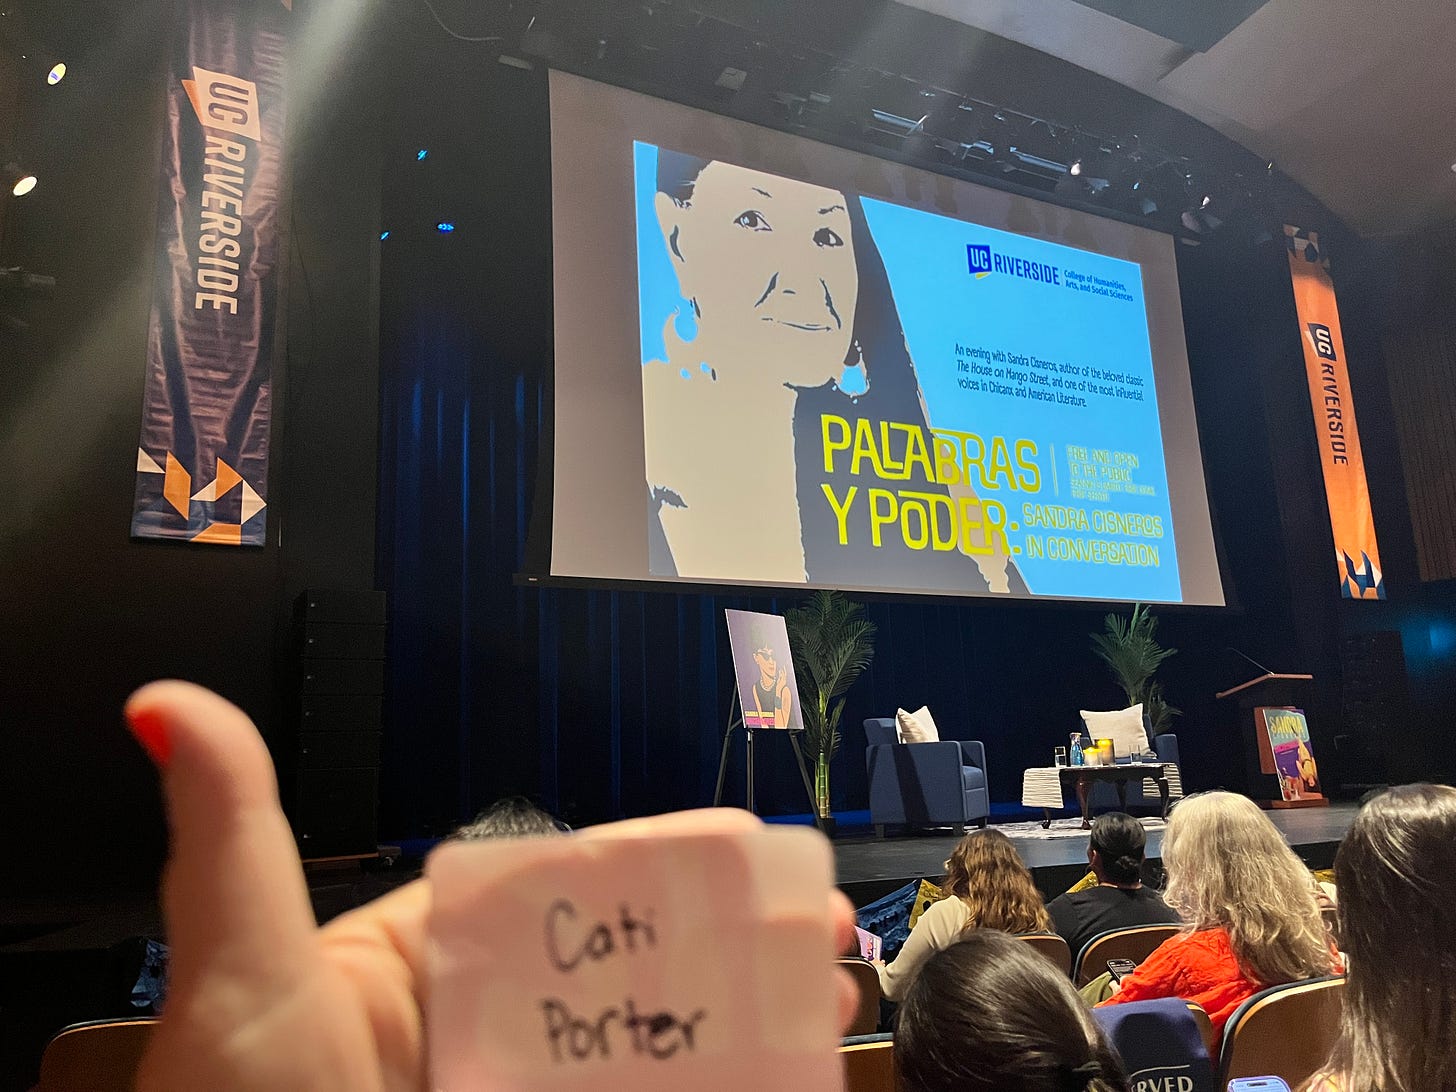 UC RIVERSIDE
UC RIVERSIDE
College of Humanities,
Arts, and Social Sciences
An evening with Sandra Cisneros, author of the beloved classic
The House on Mango Street, and one of the most influential
voices in Chicanx and American Literature.
PALABRAS
Y PODER:
FREE AND OPEN
TO THE PUBLIC
SANDRA CISNEROS
IN CONVERSATION
UC RIVERSIDE
SANDRA
Cati
Porter